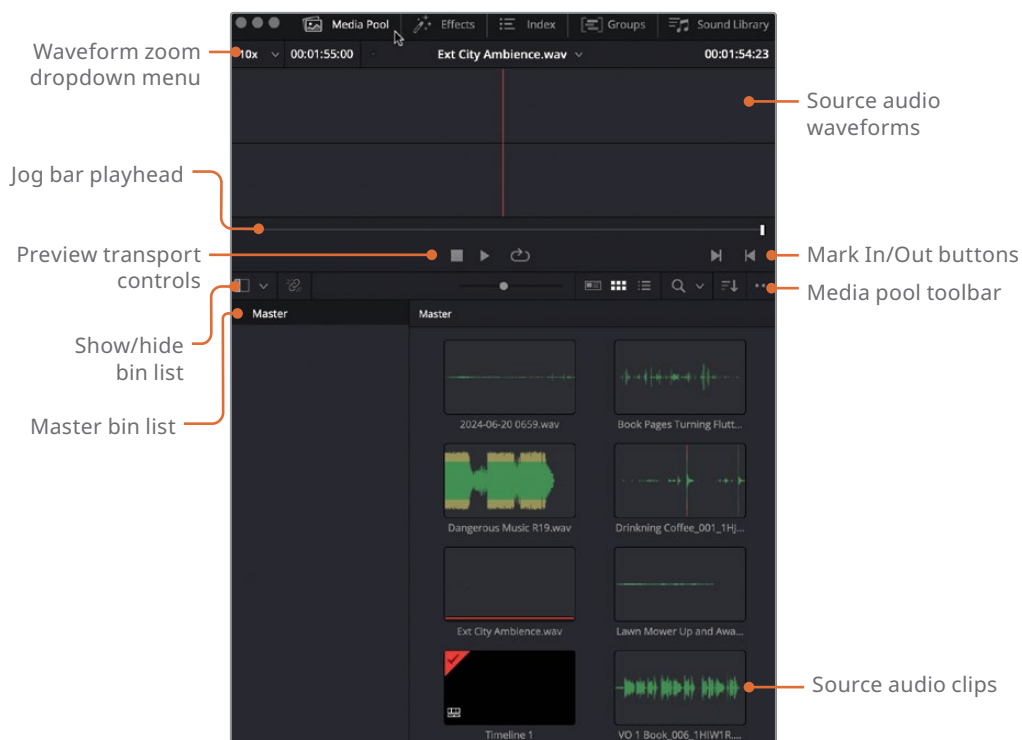 Media Pool
Effects
Index
Groups
Sound Library
Waveform zoom
dropdown menu
10x
00:01:55:00
Ext City Ambience.wav
00:01:54:23
Source audio
waveforms
Jog bar playhead
Preview transport
controls
Mark In/Out buttons
Media pool toolbar
Show/hide
bin list
Master bin list
Master
Master
2024-06-20 0659.wav
Book Pages Turning Flutt...
Dangerous Music R19.wav
Drinkning Coffee_001_1HJ...
Ext City Ambience.wav
Lawn Mower Up and Awa...
Source audio clips
Timeline 1
VO 1 Book_006_1HIW1R....